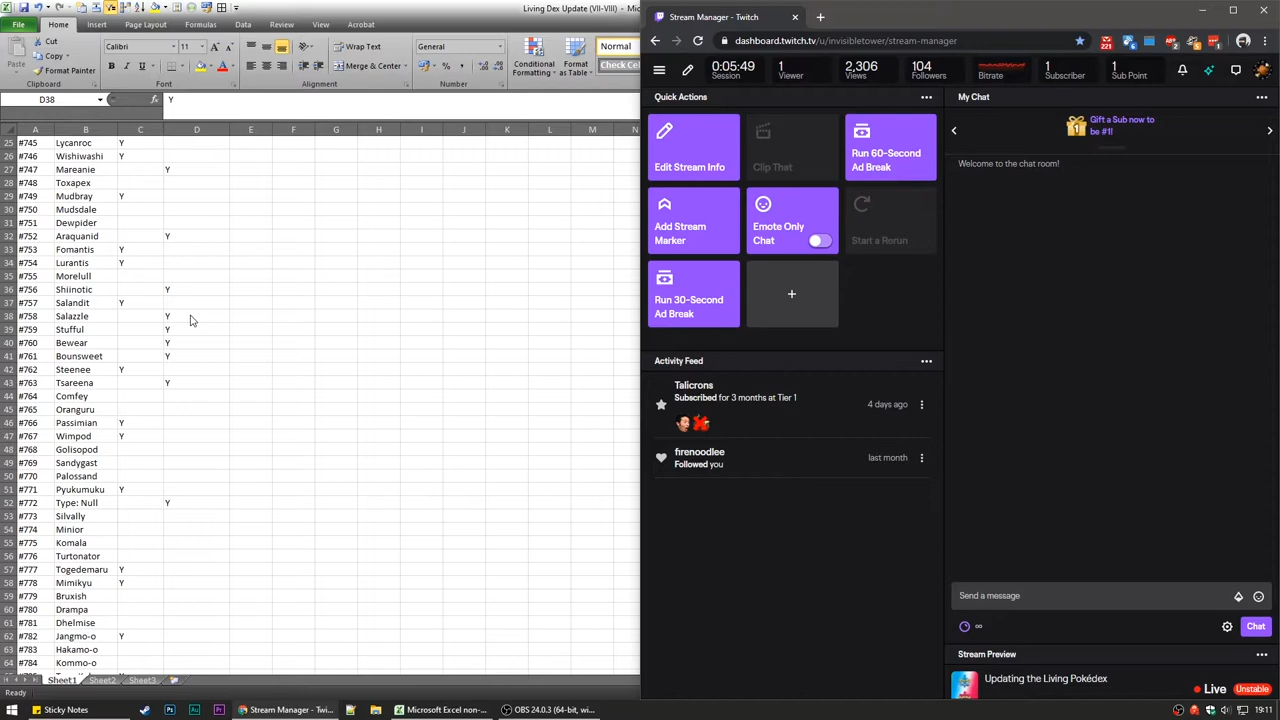 Living Dex Update (VII-VIII) - Mic
File Home Insert Page Layout Formulas Data Review View Acrobat
Paste Cut Copy Format Painter
Calibri 11 Wrap Text General Normal
Merge & Center Conditional Formatting Format as Table Check Cel
Clipboard Font Alignment Number
D38 fx Y
A B C D E F G H I J K L M N
25 #745 Lycanroc Y
26 #746 Wishiwashi Y
27 #747 Mareanie Y
28 #748 Toxapex
29 #749 Mudbray Y
30 #750 Mudsdale
31 #751 Dewpider
32 #752 Araquanid Y
33 #753 Fomantis Y
34 #754 Lurantis Y
35 #755 Morelull
36 #756 Shiinotic Y
37 #757 Salandit Y
38 #758 Salazzle Y
39 #759 Stufful Y
40 #760 Bewear Y
41 #761 Bounsweet Y
42 #762 Steenee Y
43 #763 Tsareena Y
44 #764 Comfey
45 #765 Oranguru
46 #766 Passimian Y
47 #767 Wimpod Y
48 #768 Golisopod
49 #769 Sandygast
50 #770 Palossand
51 #771 Pyukumuku Y
52 #772 Type: Null Y
53 #773 Silvally
54 #774 Minior
55 #775 Komala
56 #776 Turtonator
57 #777 Togedemaru Y
58 #778 Mimikyu Y
59 #779 Bruxish
60 #780 Drampa
61 #781 Dhelmise
62 #782 Jangmo-o Y
63 #783 Hakamo-o
64 #784 Kommo-o
Sheet1 Sheet2 Sheet3
Ready
Stream Manager - Twitch
dashboard.twitch.tv/u/invisibletower/stream-manager
221 6 2 1
0:05:49 1 2,306 104 1 1
Session Viewer Views Followers Bitrate Subscriber Sub Point
Quick Actions
Edit Stream Info
Clip That
Run 60-Second Ad Break
Add Stream Marker
Emote Only Chat
Start a Rerun
Run 30-Second Ad Break
+
Activity Feed
Talicrons
Subscribed for 3 months at Tier 1
4 days ago
firenoodlee
Followed you
last month
My Chat
1
Gift a Sub now to be #1!
Welcome to the chat room!
Send a message
∞
Chat
Stream Preview
Updating the Living Pokédex
Live Unstable
Sticky Notes Stream Manager - Twi... Microsoft Excel non-... OBS 24.0.3 (64-bit, wi... 19:11